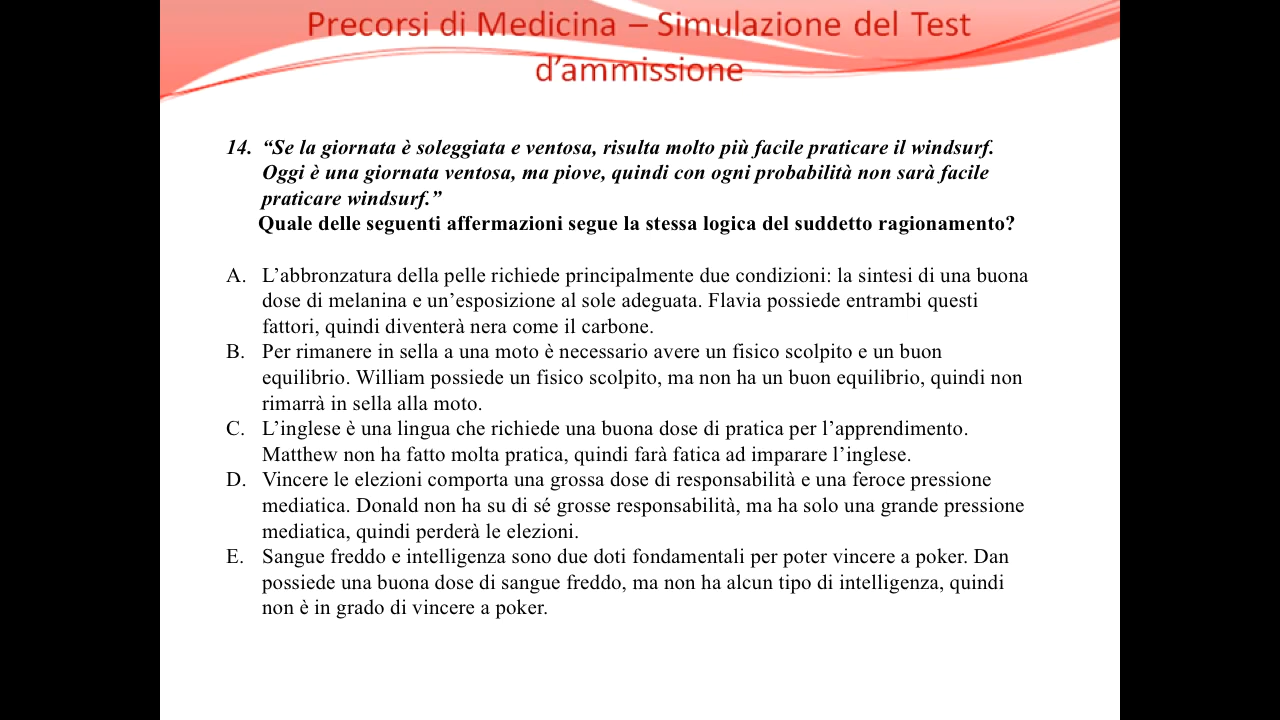 Precorsi di Medicina – Simulazione del Test
d’ammissione
14. “Se la giornata è soleggiata e ventosa, risulta molto più facile praticare il windsurf.
Oggi è una giornata ventosa, ma piove, quindi con ogni probabilità non sarà facile
praticare windsurf.”
Quale delle seguenti affermazioni segue la stessa logica del suddetto ragionamento?
A. L’abbronzatura della pelle richiede principalmente due condizioni: la sintesi di una buona
dose di melanina e un’esposizione al sole adeguata. Flavia possiede entrambi questi
fattori, quindi diventerà nera come il carbone.
B. Per rimanere in sella a una moto è necessario avere un fisico scolpito e un buon
equilibrio. William possiede un fisico scolpito, ma non ha un buon equilibrio, quindi non
rimarrà in sella alla moto.
C. L’inglese è una lingua che richiede una buona dose di pratica per l’apprendimento.
Matthew non ha fatto molta pratica, quindi farà fatica ad imparare l’inglese.
D. Vincere le elezioni comporta una grossa dose di responsabilità e una feroce pressione
mediatica. Donald non ha su di sé grosse responsabilità, ma ha solo una grande pressione
mediatica, quindi perderà le elezioni.
E. Sangue freddo e intelligenza sono due doti fondamentali per poter vincere a poker. Dan
possiede una buona dose di sangue freddo, ma non ha alcun tipo di intelligenza, quindi
non è in grado di vincere a poker.